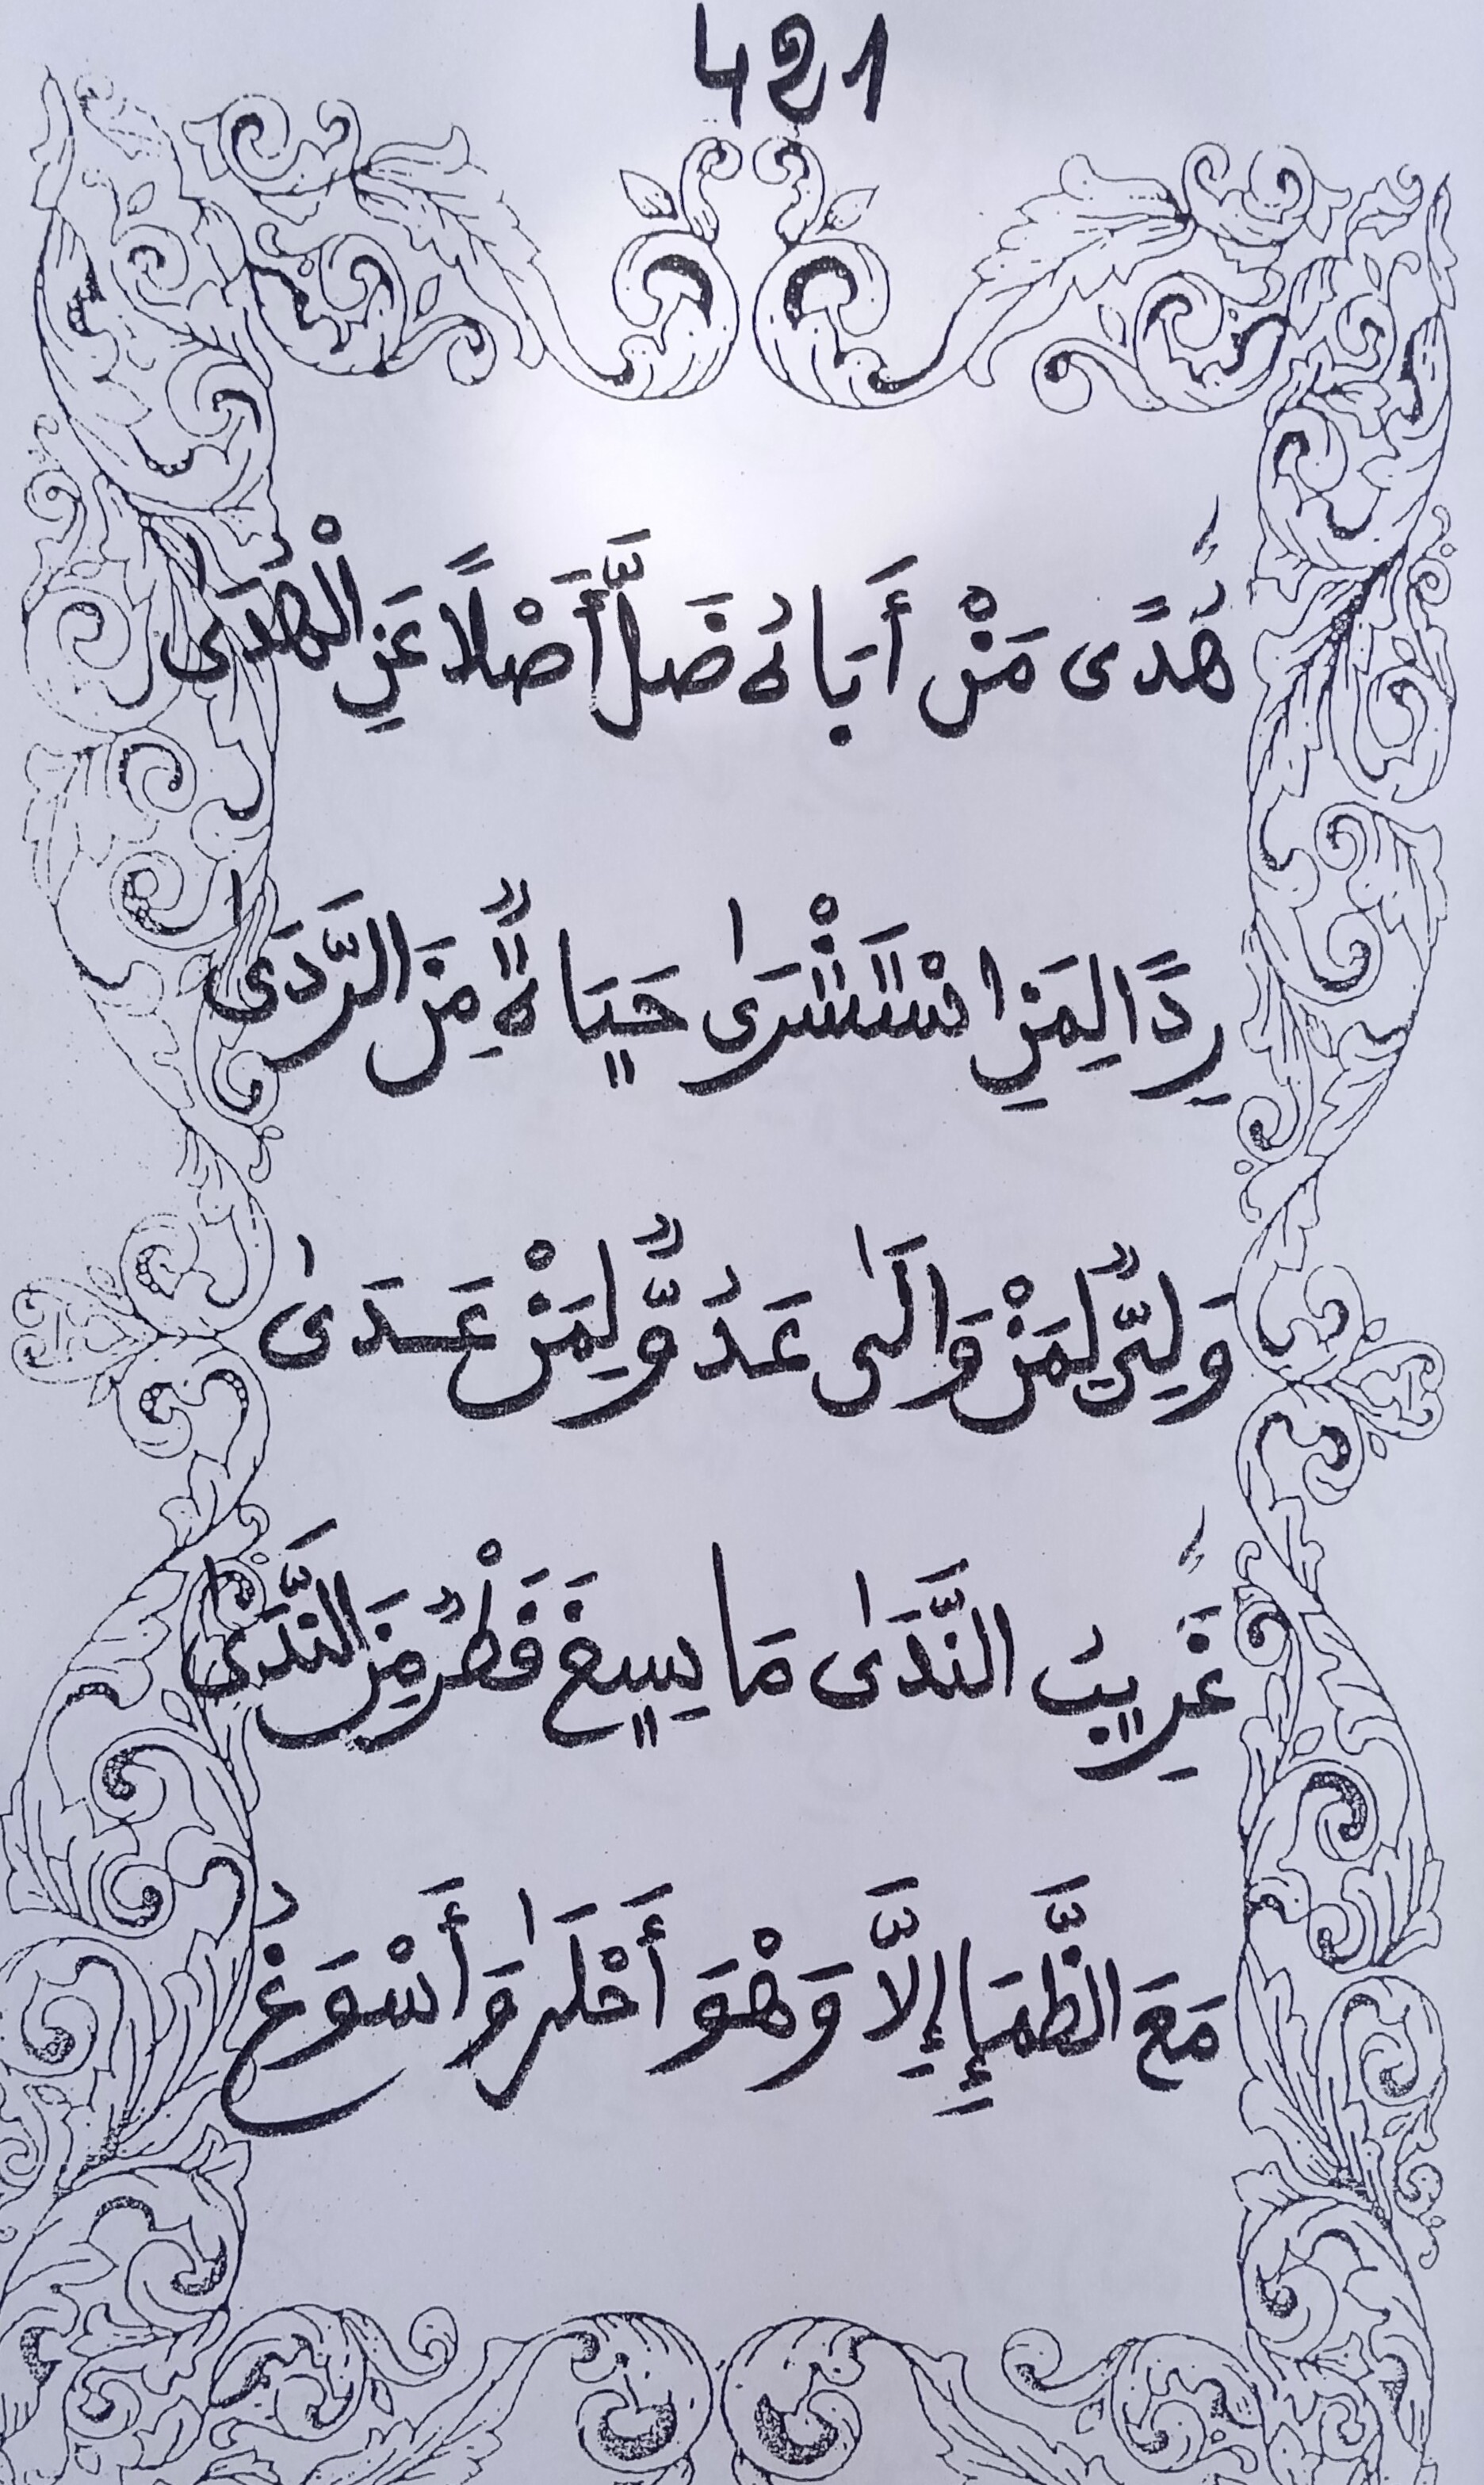 421
هُدًى مَنْ أَبَاهُ ضَلَّ أَصْلًا عَنِ الْهُدَى
رِدًا لِمَنِ اسْتَشْرَىٰ حَيَاةٌ مِنَ الرَّدَىٰ
وَلِيٌّ لِمَنْ وَالَىٰ عَدُوٌّ لِمَنْ عَدَىٰ
غَرِيبُ النَّدَىٰ مَا سِيغَ قَطْرٌ مِنَ النَّدَىٰ
مَعَ الظَّمَإِ إِلَّا وَهْوَ أَحْلَىٰ وَأَسْوَغُ